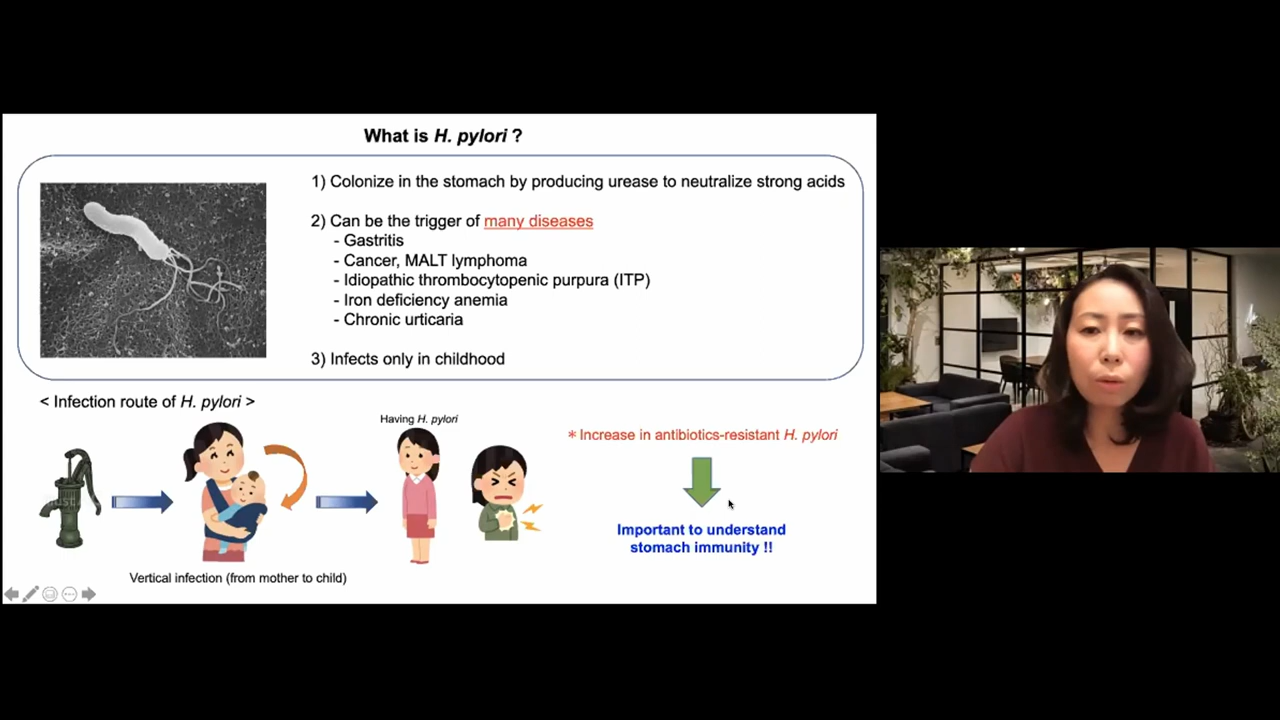 What is H. pylori ?
1) Colonize in the stomach by producing urease to neutralize strong acids
2) Can be the trigger of many diseases
- Gastritis
- Cancer, MALT lymphoma
- Idiopathic thrombocytopenic purpura (ITP)
- Iron deficiency anemia
- Chronic urticaria
3) Infects only in childhood
< Infection route of H. pylori >
Having H. pylori
Vertical infection (from mother to child)
*Increase in antibiotics-resistant H. pylori
Important to understand
stomach immunity !!